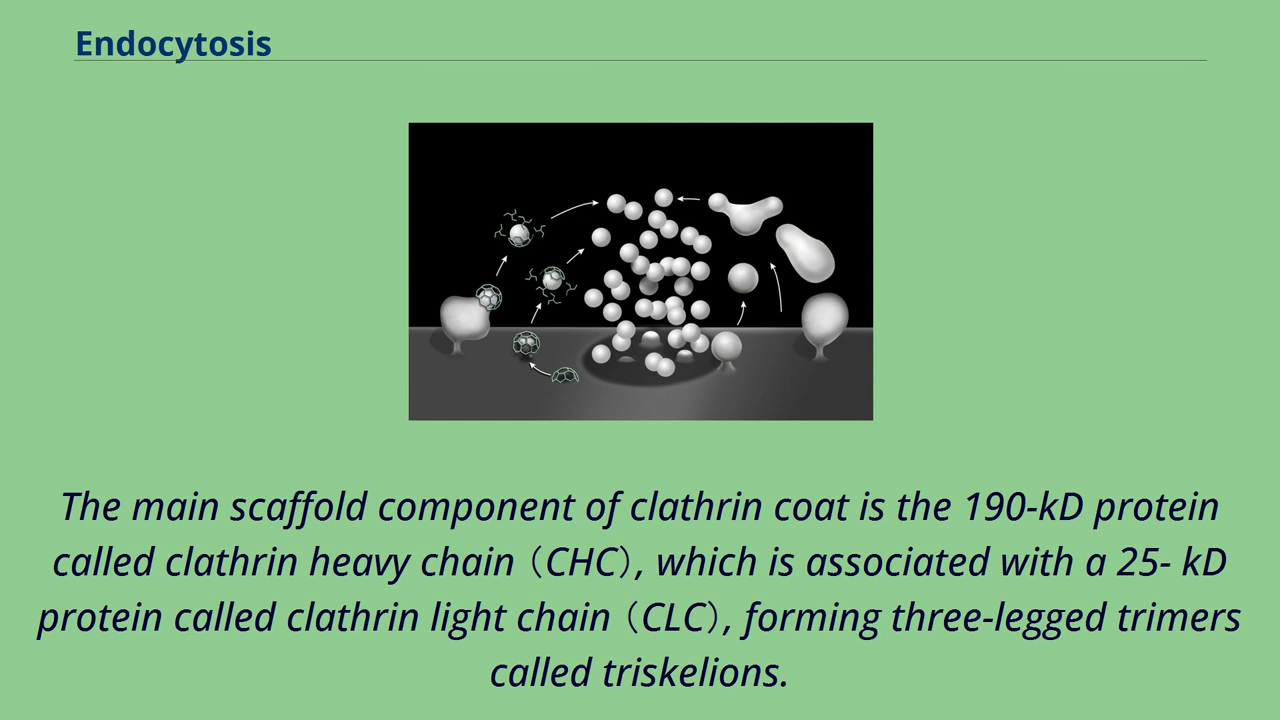 Endocytosis
The main scaffold component of clathrin coat is the 190-kD protein
called clathrin heavy chain（CHC）, which is associated with a 25- kD
protein called clathrin light chain（CLC）, forming three-legged trimers
called triskelions.